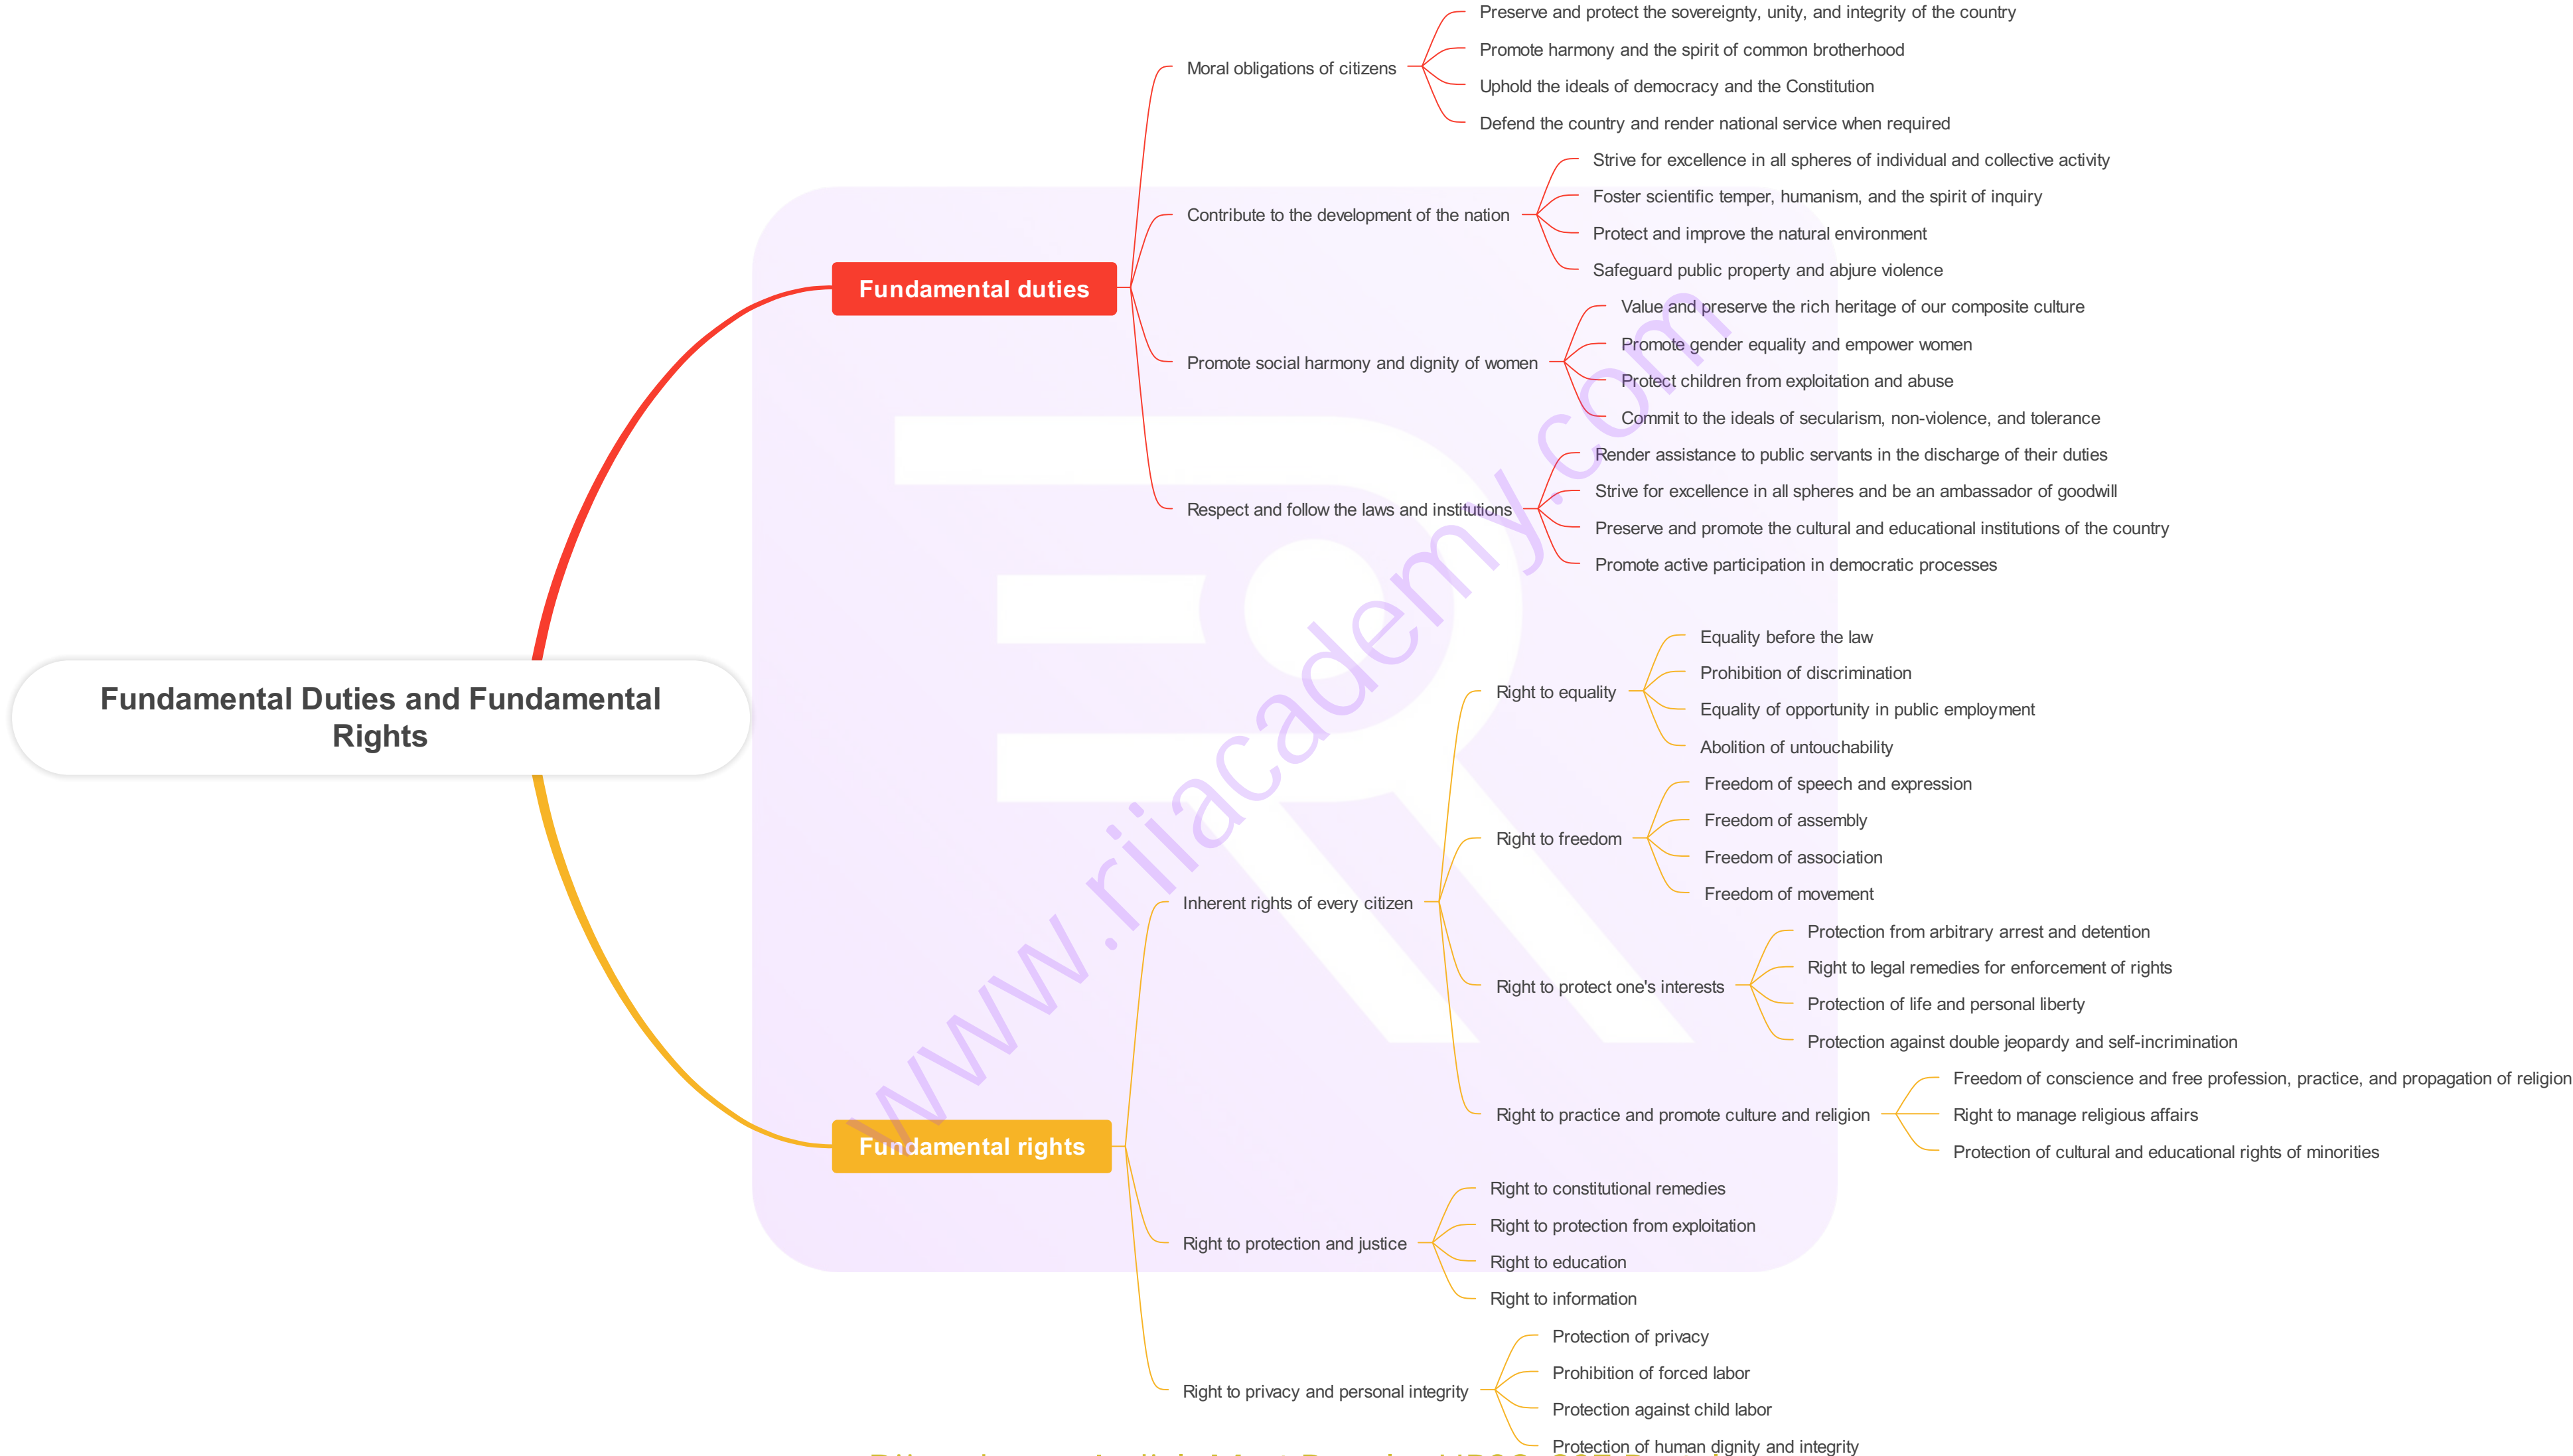 Fundamental Duties and Fundamental
Rights
Fundamental duties
Moral obligations of citizens
Preserve and protect the sovereignty, unity, and integrity of the country
Promote harmony and the spirit of common brotherhood
Uphold the ideals of democracy and the Constitution
Defend the country and render national service when required
Contribute to the development of the nation
Strive for excellence in all spheres of individual and collective activity
Foster scientific temper, humanism, and the spirit of inquiry
Protect and improve the natural environment
Safeguard public property and abjure violence
Promote social harmony and dignity of women
Value and preserve the rich heritage of our composite culture
Promote gender equality and empower women
Protect children from exploitation and abuse
Commit to the ideals of secularism, non-violence, and tolerance
Respect and follow the laws and institutions
Render assistance to public servants in the discharge of their duties
Strive for excellence in all spheres and be an ambassador of goodwill
Preserve and promote the cultural and educational institutions of the country
Promote active participation in democratic processes
Fundamental rights
Inherent rights of every citizen
Right to equality
Equality before the law
Prohibition of discrimination
Equality of opportunity in public employment
Abolition of untouchability
Right to freedom
Freedom of speech and expression
Freedom of assembly
Freedom of association
Freedom of movement
Right to protect one's interests
Protection from arbitrary arrest and detention
Right to legal remedies for enforcement of rights
Protection of life and personal liberty
Protection against double jeopardy and self-incrimination
Right to practice and promote culture and religion
Freedom of conscience and free profession, practice, and propagation of religion
Right to manage religious affairs
Protection of cultural and educational rights of minorities
Right to protection and justice
Right to constitutional remedies
Right to protection from exploitation
Right to education
Right to information
Right to privacy and personal integrity
Protection of privacy
Prohibition of forced labor
Protection against child labor
Protection of human dignity and integrity
www.riiacademy.com